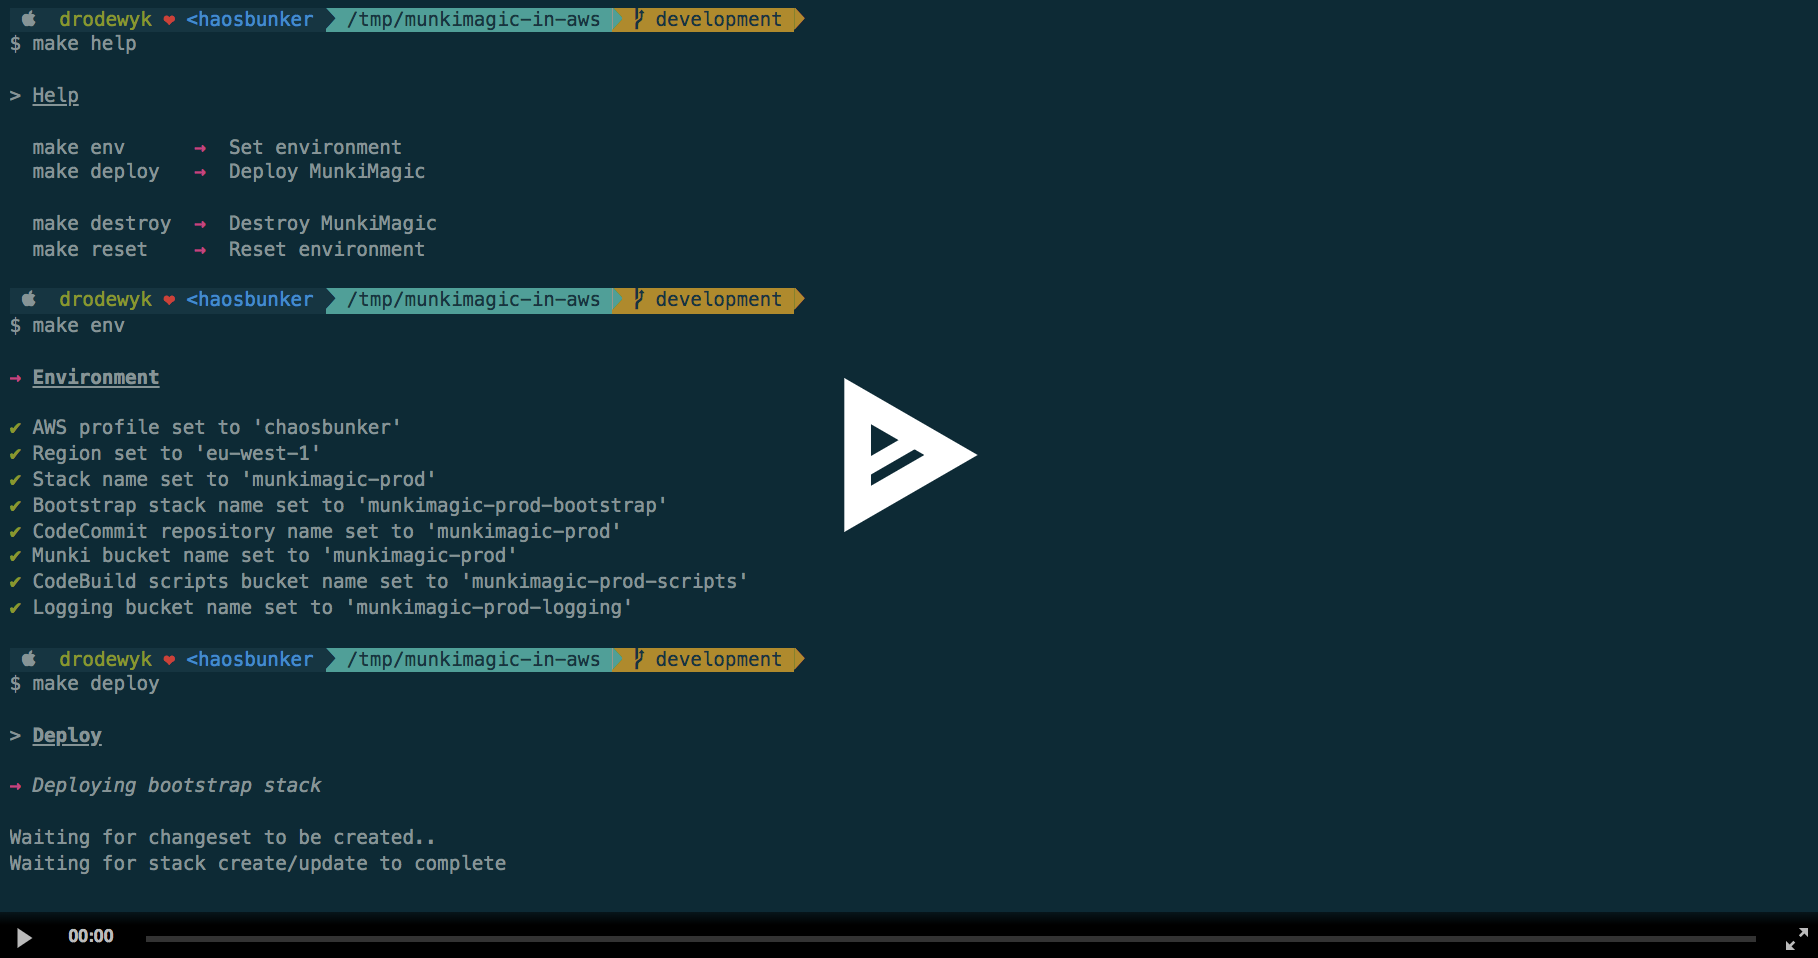 drodewyk ❤ <haosbunker /tmp/munkimagic-in-aws development
$ make help
> Help
make env → Set environment
make deploy → Deploy MunkiMagic
make destroy → Destroy MunkiMagic
make reset → Reset environment
drodewyk ❤ <haosbunker /tmp/munkimagic-in-aws development
$ make env
→ Environment
✔ AWS profile set to 'chaosbunker'
✔ Region set to 'eu-west-1'
✔ Stack name set to 'munkimagic-prod'
✔ Bootstrap stack name set to 'munkimagic-prod-bootstrap'
✔ CodeCommit repository name set to 'munkimagic-prod'
✔ Munki bucket name set to 'munkimagic-prod'
✔ CodeBuild scripts bucket name set to 'munkimagic-prod-scripts'
✔ Logging bucket name set to 'munkimagic-prod-logging'
drodewyk ❤ <haosbunker /tmp/munkimagic-in-aws development
$ make deploy
> Deploy
→ Deploying bootstrap stack
Waiting for changeset to be created..
Waiting for stack create/update to complete
00:00